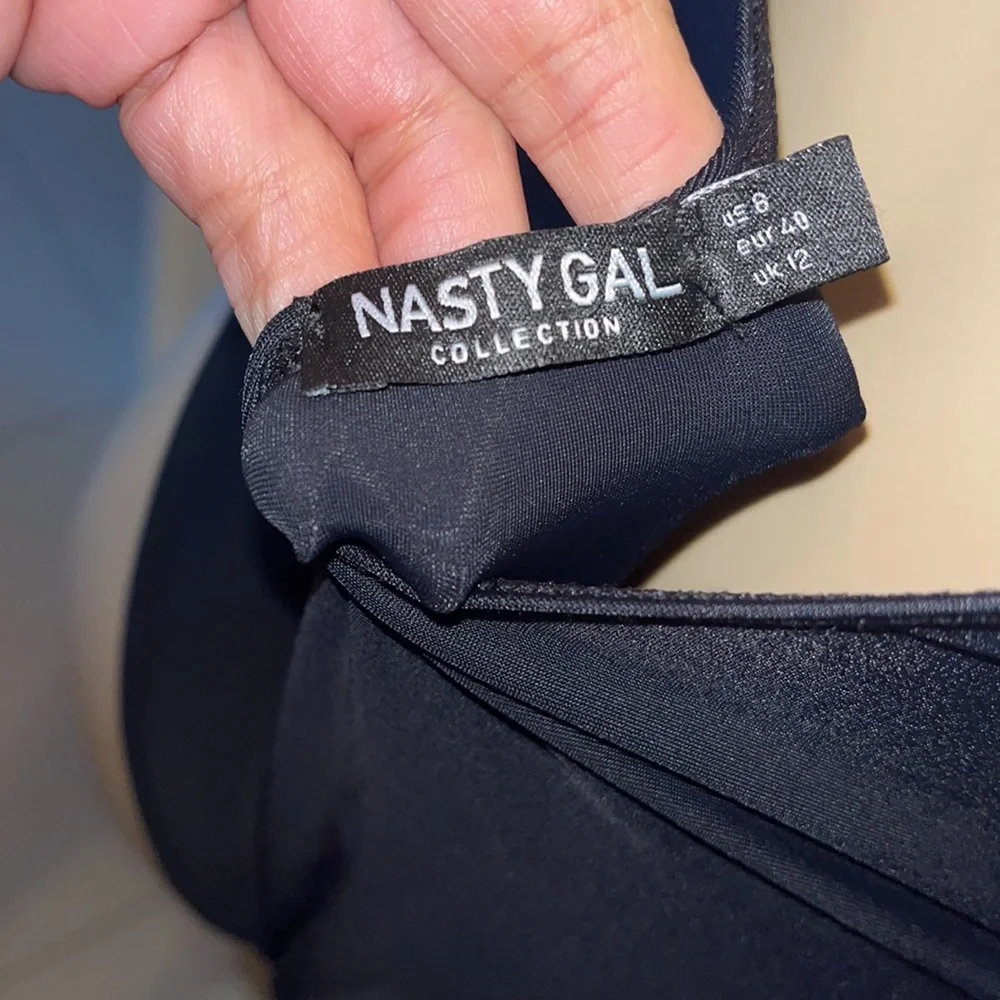 NASTY GAL
COLLECTION
US 8
eur 40
UK 12